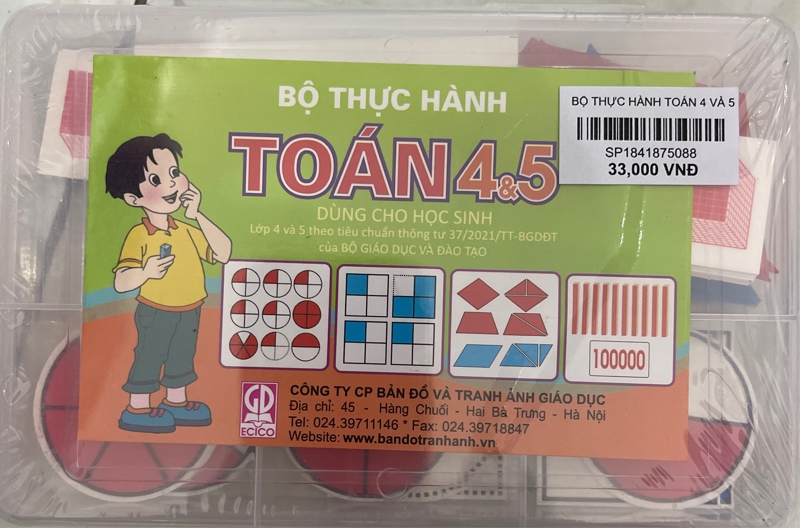 BỘ THỰC HÀNH
TOÁN 4&5
DÙNG CHO HỌC SINH
Lớp 4 và 5 theo tiêu chuẩn thông tư 37/2021/TT-BGDĐT
của BỘ GIÁO DỤC VÀ ĐÀO TẠO
BỘ THỰC HÀNH TOÁN 4 VÀ 5
SP1841875088
33,000 VNĐ
100000
GD
ECICO
CÔNG TY CP BẢN ĐỒ VÀ TRANH ẢNH GIÁO DỤC
Địa chỉ: 45 - Hàng Chuối - Hai Bà Trưng - Hà Nội
Tel: 024.39711146 * Fax: 024.39718847
Website: www.bandotranhanh.vn